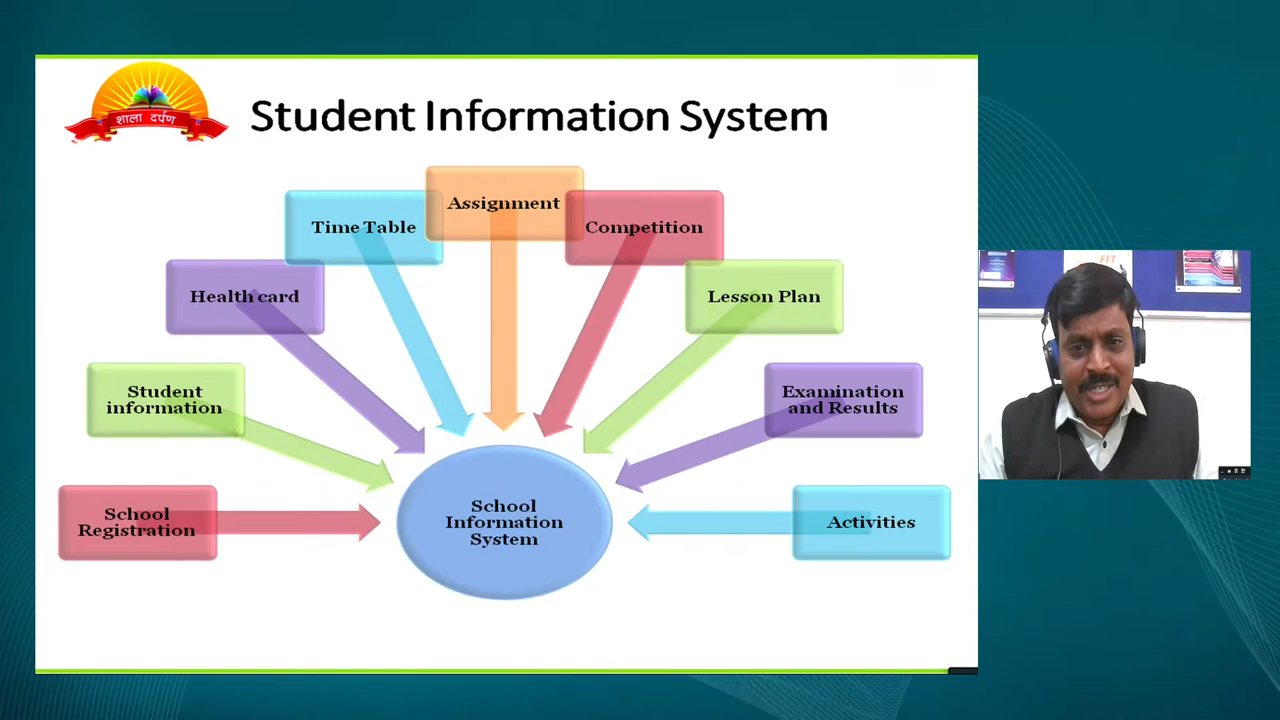 शाला दर्पण
Student Information System
Assignment
Time Table
Competition
Health card
Lesson Plan
Student
information
Examination
and Results
School
Registration
School
Information
System
Activities
FIT